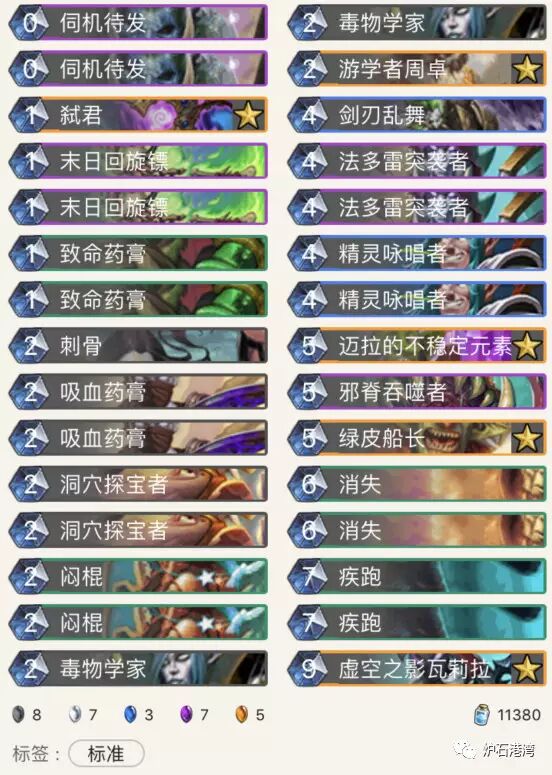 0 伺机待发
0 伺机待发
1 弑君
1 末日回旋镖
1 末日回旋镖
1 致命药膏
1 致命药膏
2 刺骨
2 吸血药膏
2 吸血药膏
2 洞穴探宝者
2 洞穴探宝者
2 闷棍
2 闷棍
2 毒物学家
2 毒物学家
2 游学者周卓
4 剑刃乱舞
4 法多雷突袭者
4 法多雷突袭者
4 精灵咏唱者
4 精灵咏唱者
5 迈拉的不稳定元素
5 邪脊吞噬者
5 绿皮船长
6 消失
6 消失
7 疾跑
7 疾跑
9 虚空之影瓦莉拉
8 7 3 7 5
11380
标签： 标准
炉石港湾